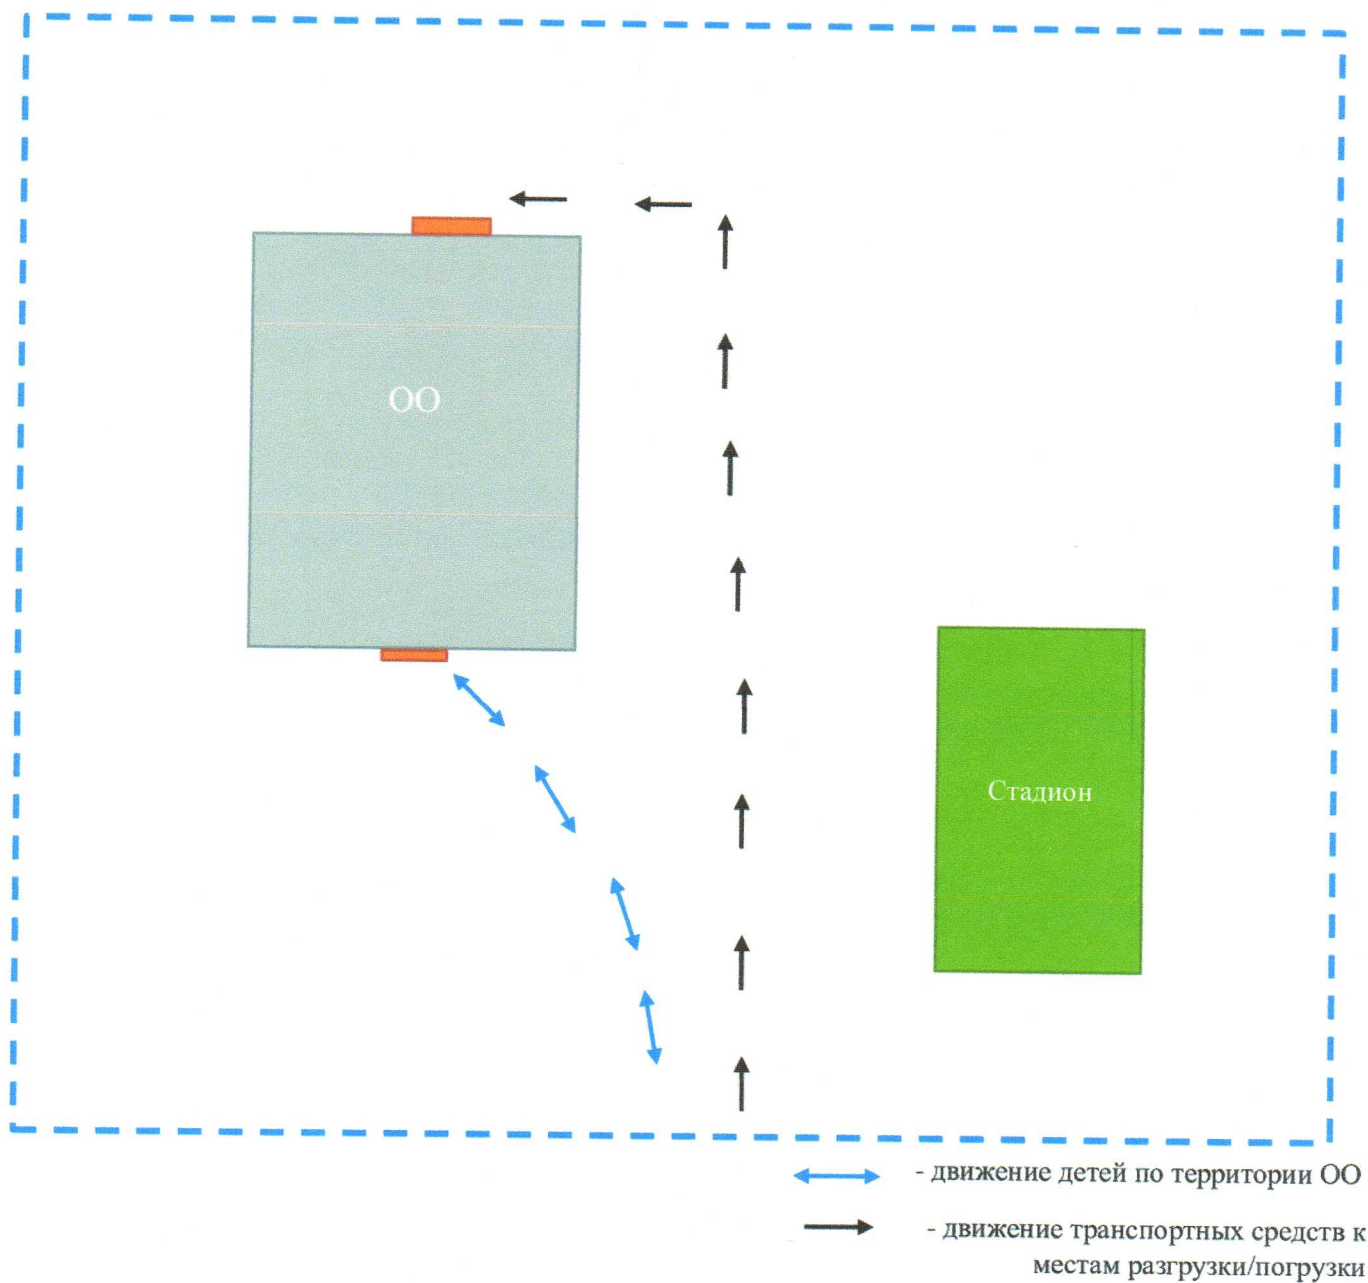 ОО
Стадион
- движение детей по территории ОО
- движение транспортных средств к
местам разгрузки/погрузки